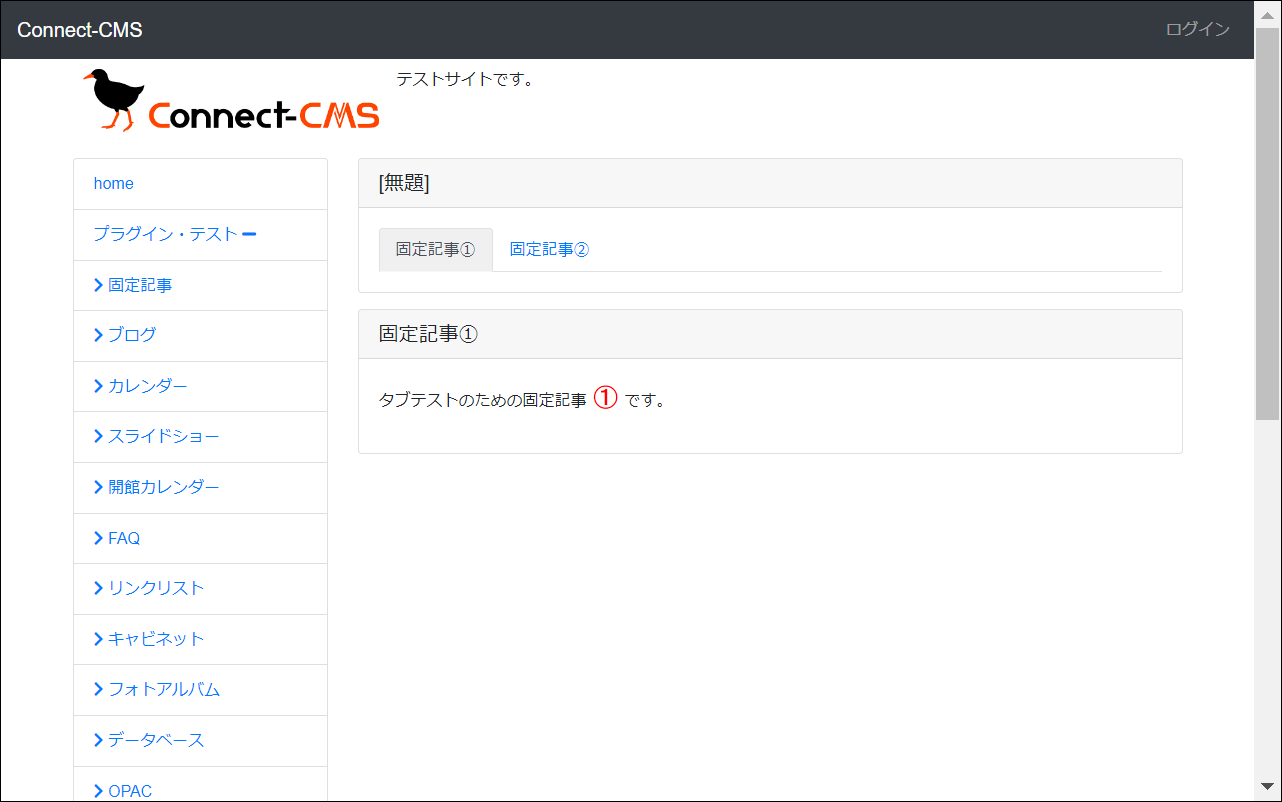 Connect-CMS
ログイン
Connect-CMS
テストサイトです。
home
プラグイン・テスト
固定記事
ブログ
カレンダー
スライドショー
開館カレンダー
FAQ
リンクリスト
キャビネット
フォトアルバム
データベース
OPAC
[無題]
固定記事① 固定記事②
固定記事①
タブテストのための固定記事 ① です。